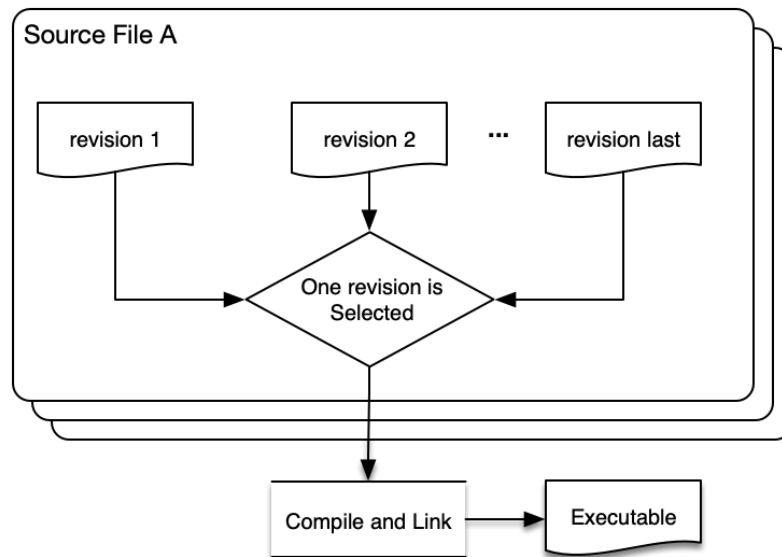 Source File A
revision 1
revision 2
...
revision last
One revision is
Selected
Compile and Link
Executable